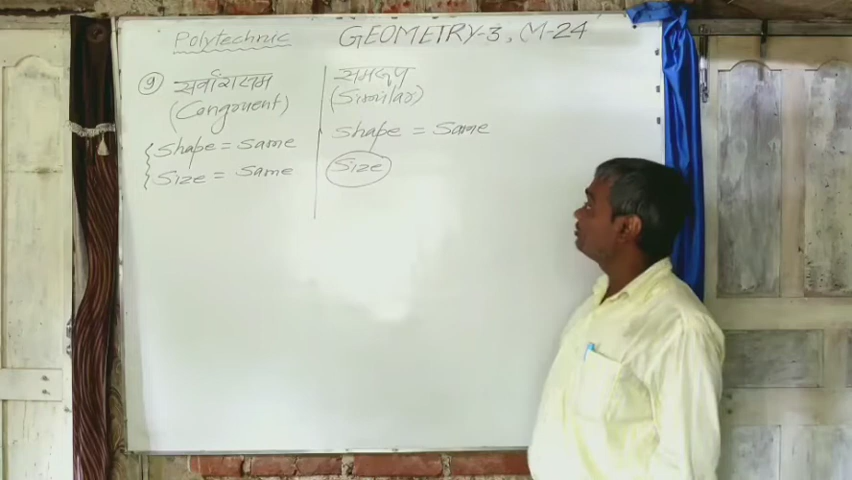 Polytechnic GEOMETRY-3, M-24
9 सर्वांगसम
(Congruent)
Shape = Same
Size = Same
समरूप
(Similar)
Shape = Same
Size